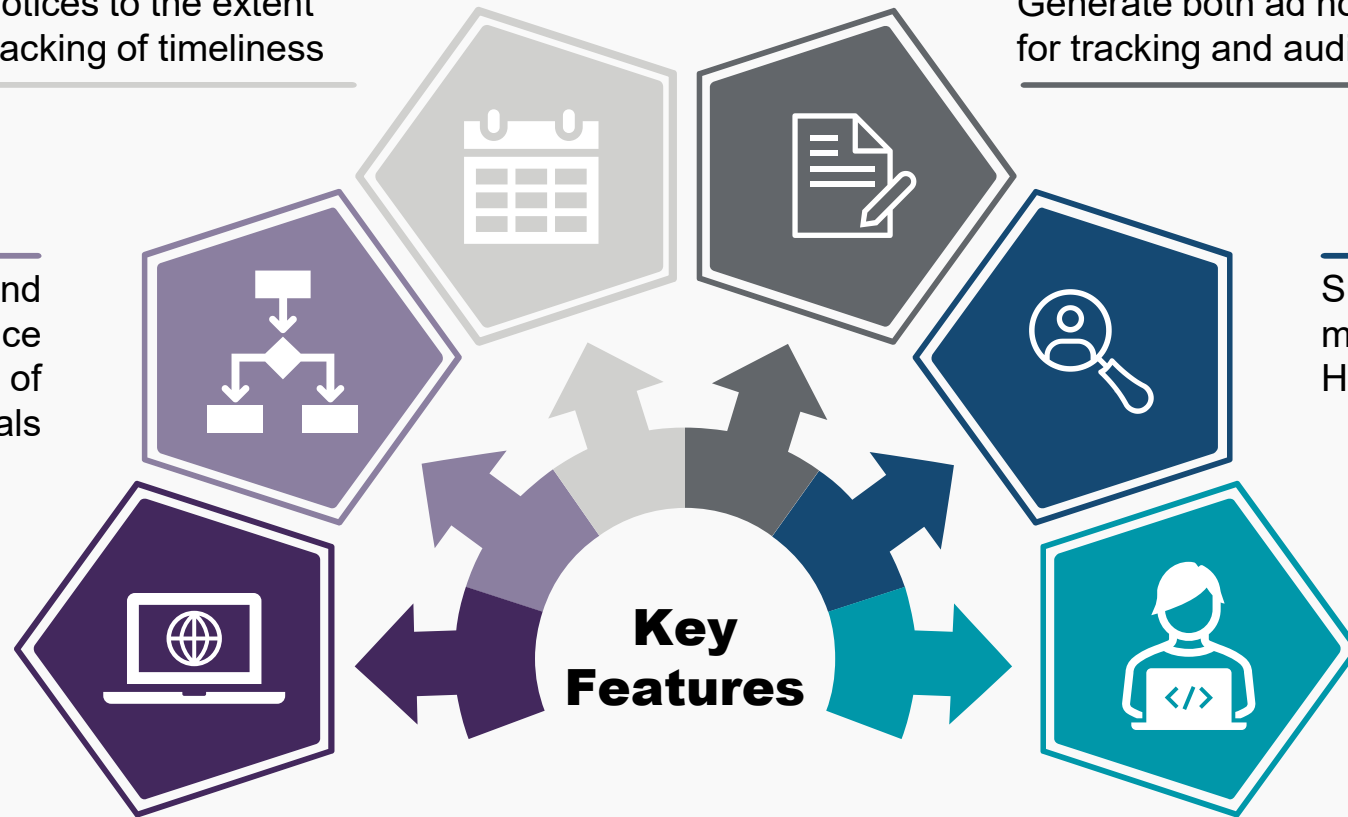 otices to the extent
acking of timeliness
Generate both ad ho
for tracking and audi
nd
ice
of
als
S
m
H
Key
Features